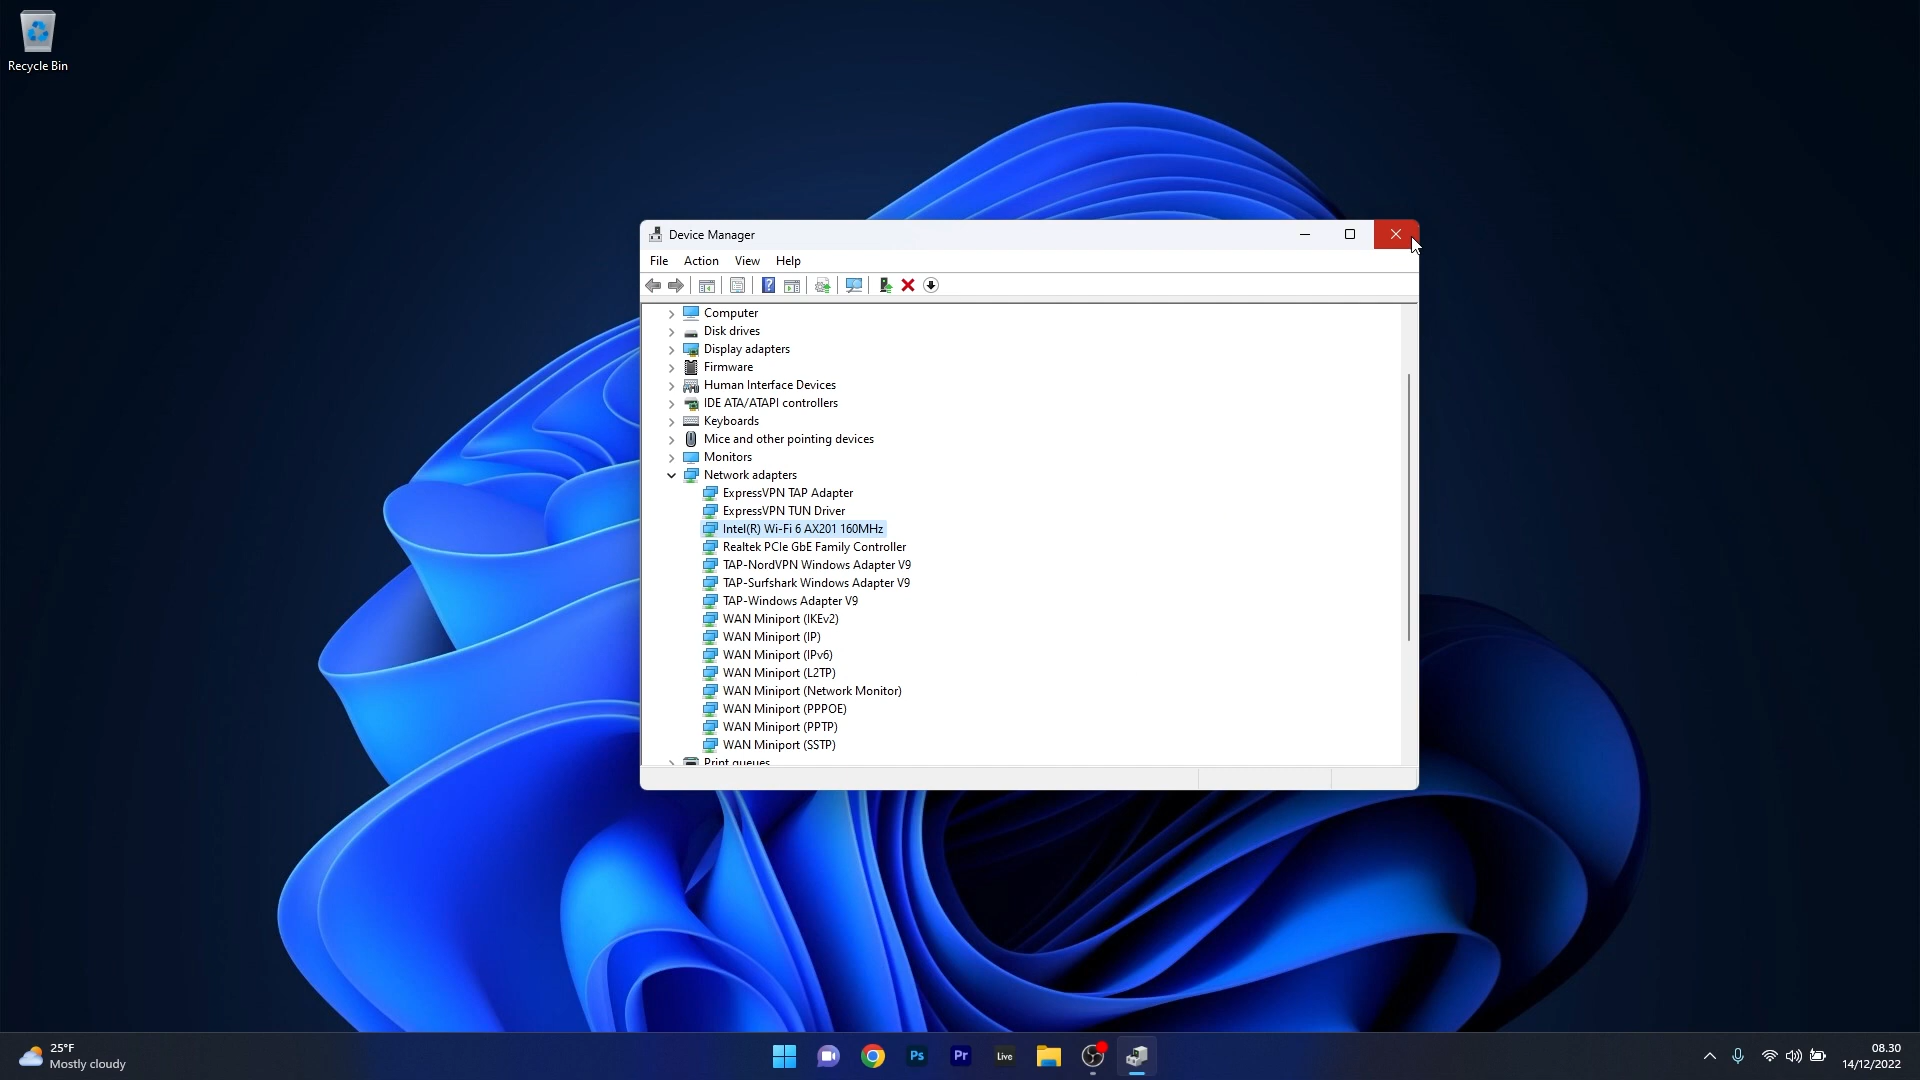 Recycle Bin
Device Manager
File Action View Help
Computer
Disk drives
Display adapters
Firmware
Human Interface Devices
IDE ATA/ATAPI controllers
Keyboards
Mice and other pointing devices
Monitors
Network adapters
ExpressVPN TAP Adapter
ExpressVPN TUN Driver
Intel(R) Wi-Fi 6 AX201 160MHz
Realtek PCIe GbE Family Controller
TAP-NordVPN Windows Adapter V9
TAP-Surfshark Windows Adapter V9
TAP-Windows Adapter V9
WAN Miniport (IKEv2)
WAN Miniport (IP)
WAN Miniport (IPv6)
WAN Miniport (L2TP)
WAN Miniport (Network Monitor)
WAN Miniport (PPPOE)
WAN Miniport (PPTP)
WAN Miniport (SSTP)
Print queues
25°F
Mostly cloudy
Ps Pr Live
08.30
14/12/2022